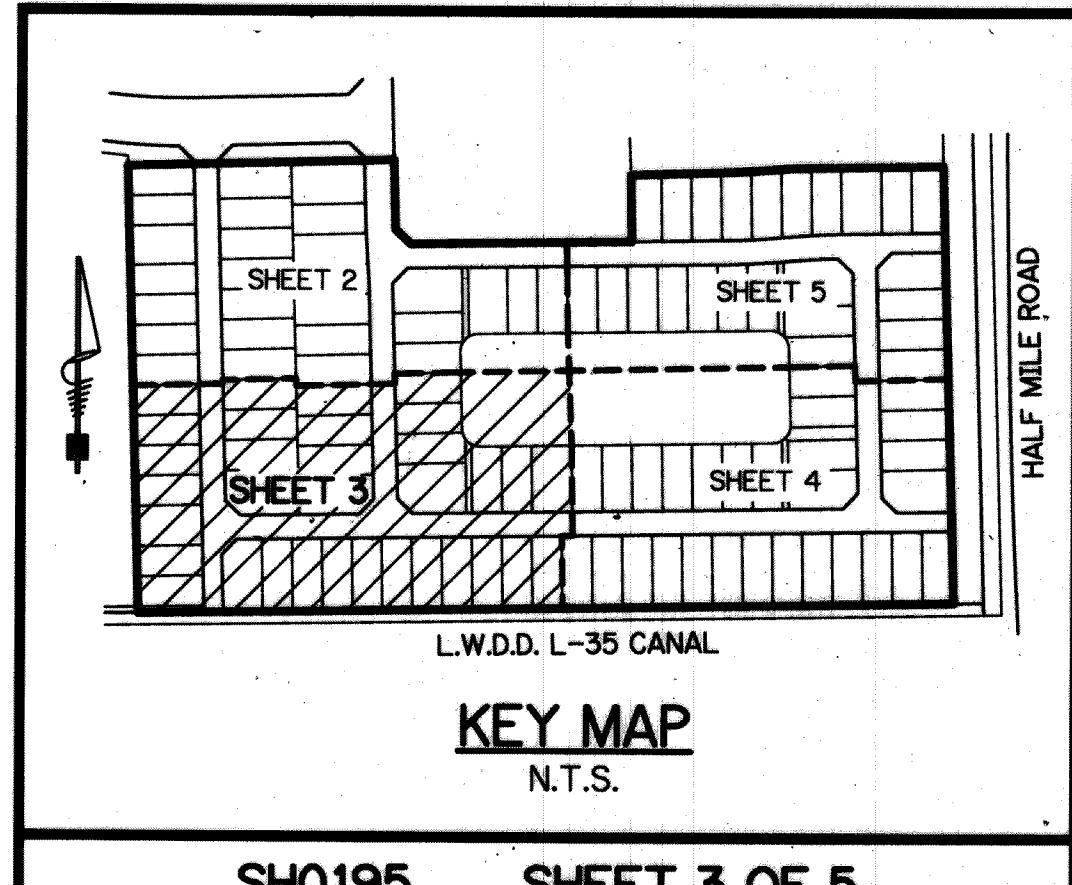 SHEET 2
SHEET 5
HALF MILE ROAD
SHEET 3
SHEET 4
L.W.D.D. L-35 CANAL
KEY MAP
N.T.S.
SH0195 SHEET 3 OF 5